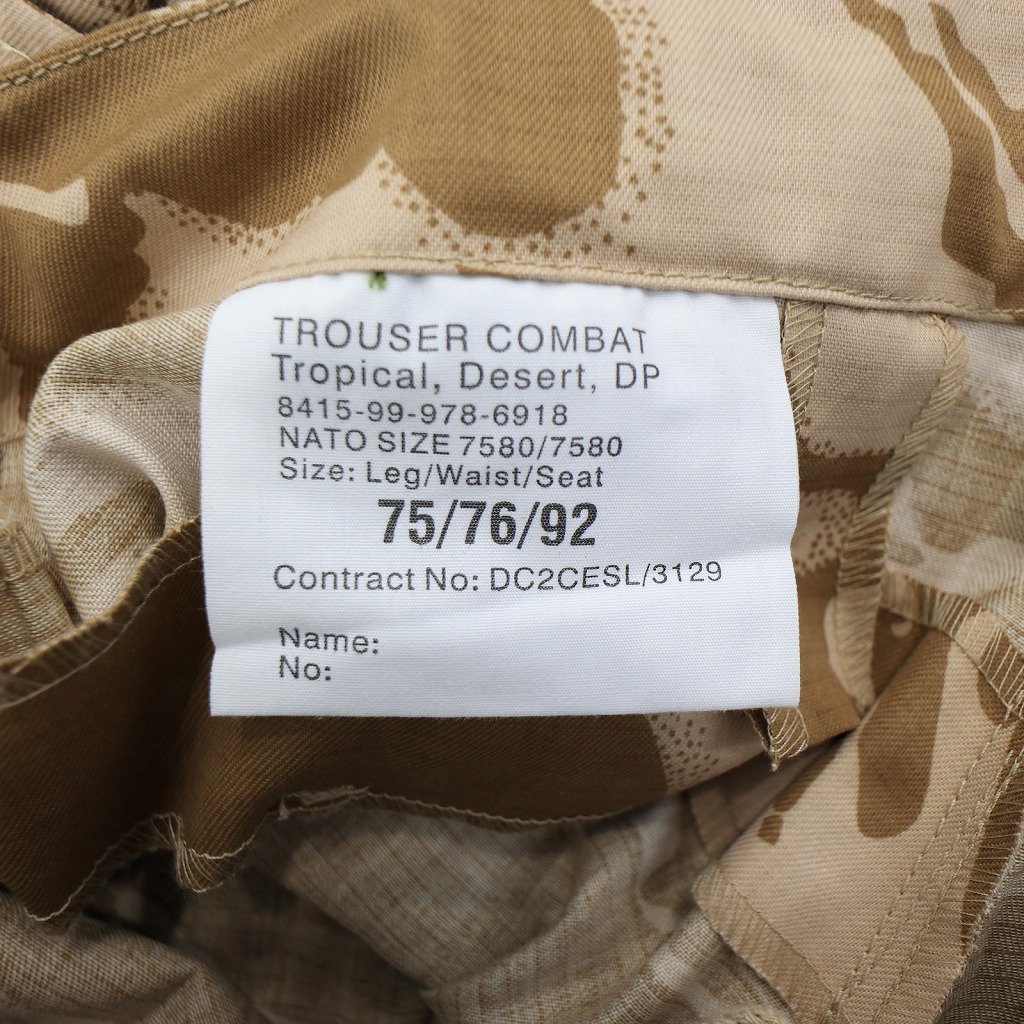 TROUSER COMBAT
Tropical, Desert, DP
8415-99-978-6918
NATO SIZE 7580/7580
Size: Leg/Waist/Seat
75/76/92
Contract No: DC2CESL/3129
Name:
No: